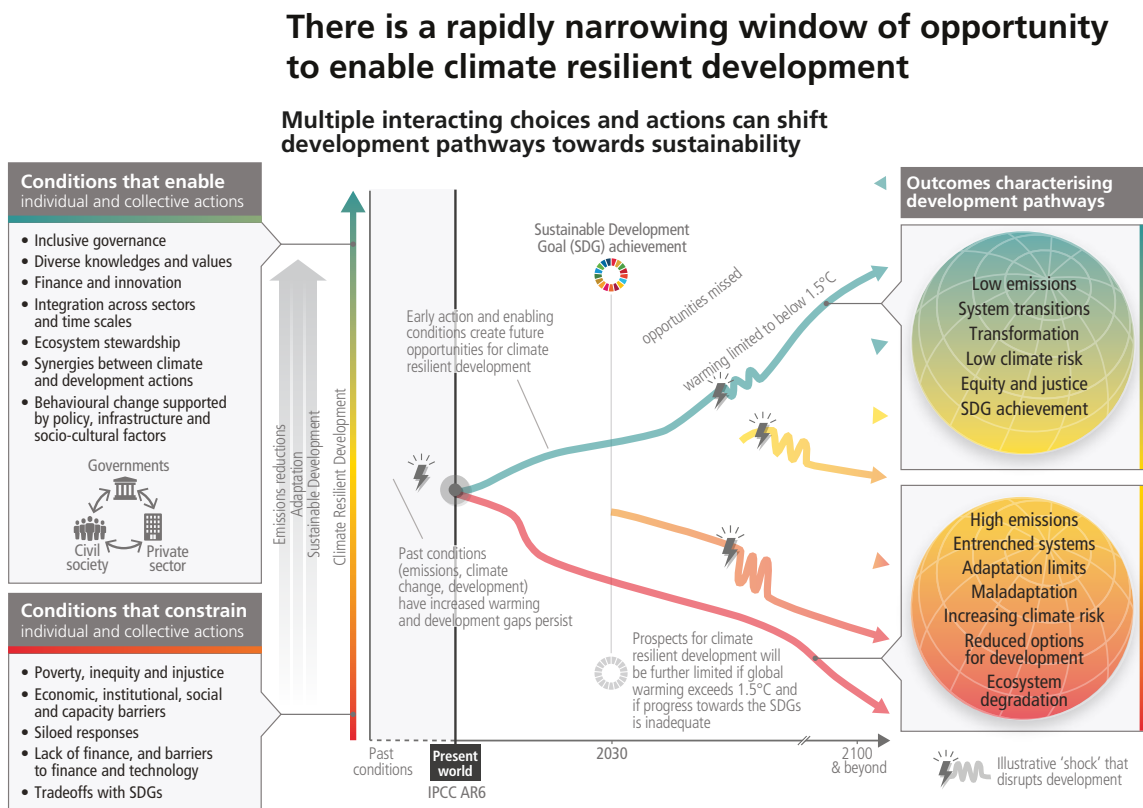 There is a rapidly narrowing window of opportunity
to enable climate resilient development
Multiple interacting choices and actions can shift
development pathways towards sustainability
Conditions that enable
individual and collective actions
• Inclusive governance
• Diverse knowledges and values
• Finance and innovation
• Integration across sectors
and time scales
• Ecosystem stewardship
• Synergies between climate
and development actions
• Behavioural change supported
by policy, infrastructure and
socio-cultural factors
Governments
Civil
society
Private
sector
Conditions that constrain
individual and collective actions
• Poverty, inequity and injustice
• Economic, institutional, social
and capacity barriers
• Siloed responses
• Lack of finance, and barriers
to finance and technology
• Tradeoffs with SDGs
Emissions reductions
Adaptation
Sustainable Development
Climate Resilient Development
Sustainable Development
Goal (SDG) achievement
opportunities missed
warming limited to below 1.5°C
Early action and enabling
conditions create future
opportunities for climate
resilient development
Past conditions
(emissions, climate
change, development)
have increased warming
and development gaps persist
Prospects for climate
resilient development will
be further limited if global
warming exceeds 1.5°C and
if progress towards the SDGs
is inadequate
Past
conditions
Present
world
IPCC AR6
2030
2100
& beyond
Outcomes characterising
development pathways
Low emissions
System transitions
Transformation
Low climate risk
Equity and justice
SDG achievement
High emissions
Entrenched systems
Adaptation limits
Maladaptation
Increasing climate risk
Reduced options
for development
Ecosystem
degradation
Illustrative ‘shock’ that
disrupts development